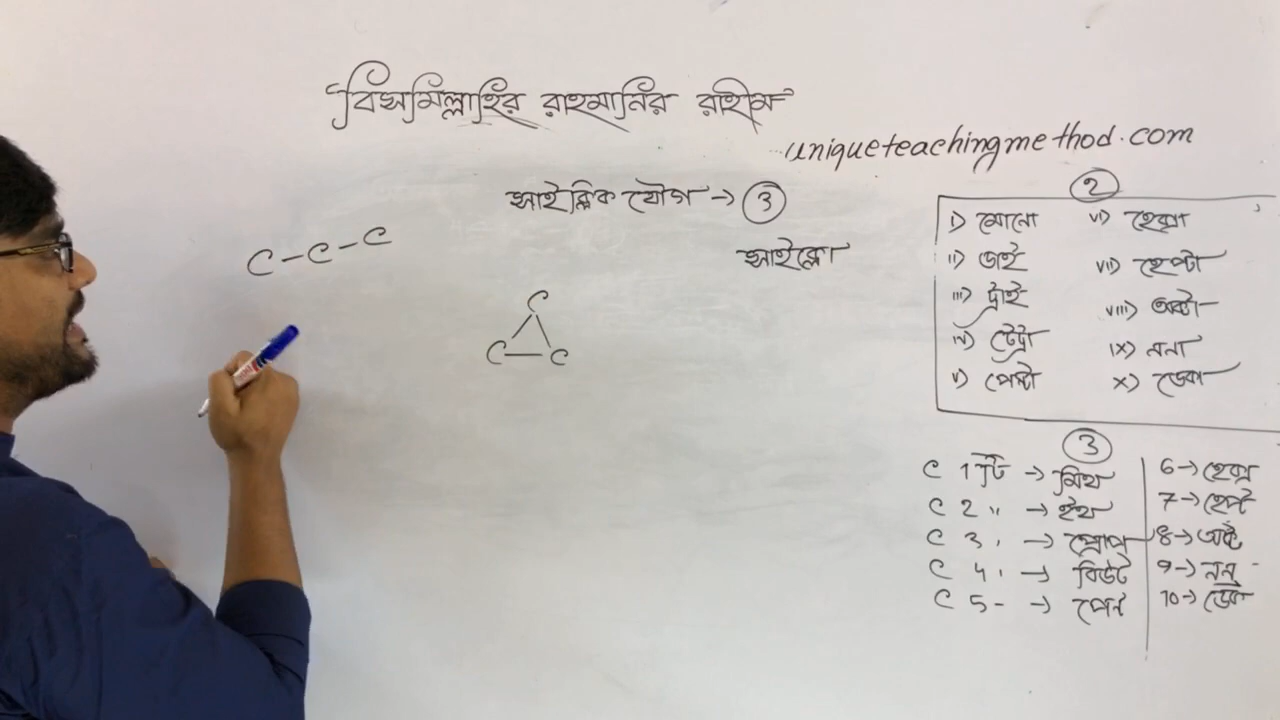 বিসমিল্লাহির রাহমানির রাহীম
uniqueteachingmethod.com
সাইক্লিক যৌগ → ③
সাইক্লো
C – C – C
C
C — C
②
i) মোনো vi) হেক্সা
ii) ডাই vii) হেপ্টা
iii) ট্রাই viii) অক্টা
iv) টেট্রা ix) ননা
v) পেন্টা x) ডেকা
③
C 1 টি → মিথ 6 → হেক্স
C 2 " → ইথ 7 → হেপ্ট
C 3 , → প্রোপ 8 → অক্ট
C 4 , → বিউট 9 → নন
C 5 - → পেন্ট 10 → ডেক